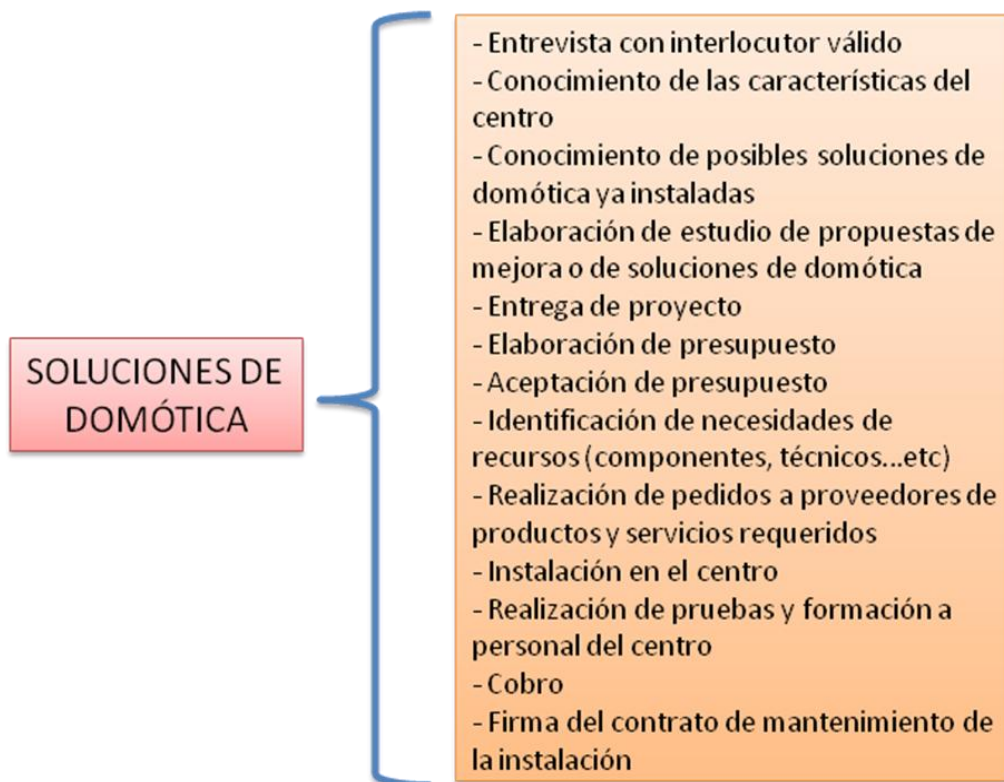 SOLUCIONES DE
DOMÓTICA
- Entrevista con interlocutor válido
- Conocimiento de las características del
centro
- Conocimiento de posibles soluciones de
domótica ya instaladas
- Elaboración de estudio de propuestas de
mejora o de soluciones de domótica
- Entrega de proyecto
- Elaboración de presupuesto
- Aceptación de presupuesto
- Identificación de necesidades de
recursos (componentes, técnicos...etc)
- Realización de pedidos a proveedores de
productos y servicios requeridos
- Instalación en el centro
- Realización de pruebas y formación a
personal del centro
- Cobro
- Firma del contrato de mantenimiento de
la instalación